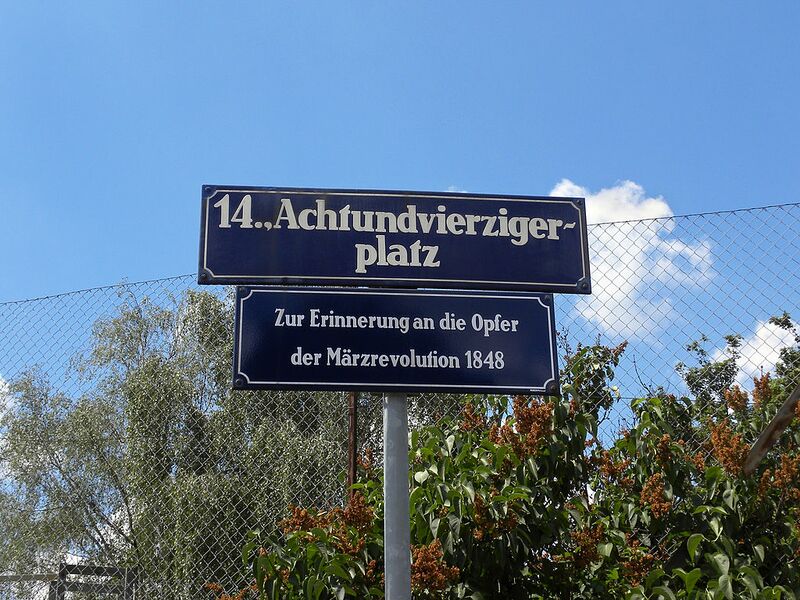 14.,Achtundvierziger-
platz
Zur Erinnerung an die Opfer
der Märzrevolution 1848